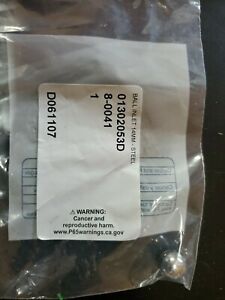 BALL INLET 14MM - STEEL
01302053D
8-0041
1
D061107
⚠ WARNING:
Cancer and
reproductive harm.
www.P65warnings.ca.gov